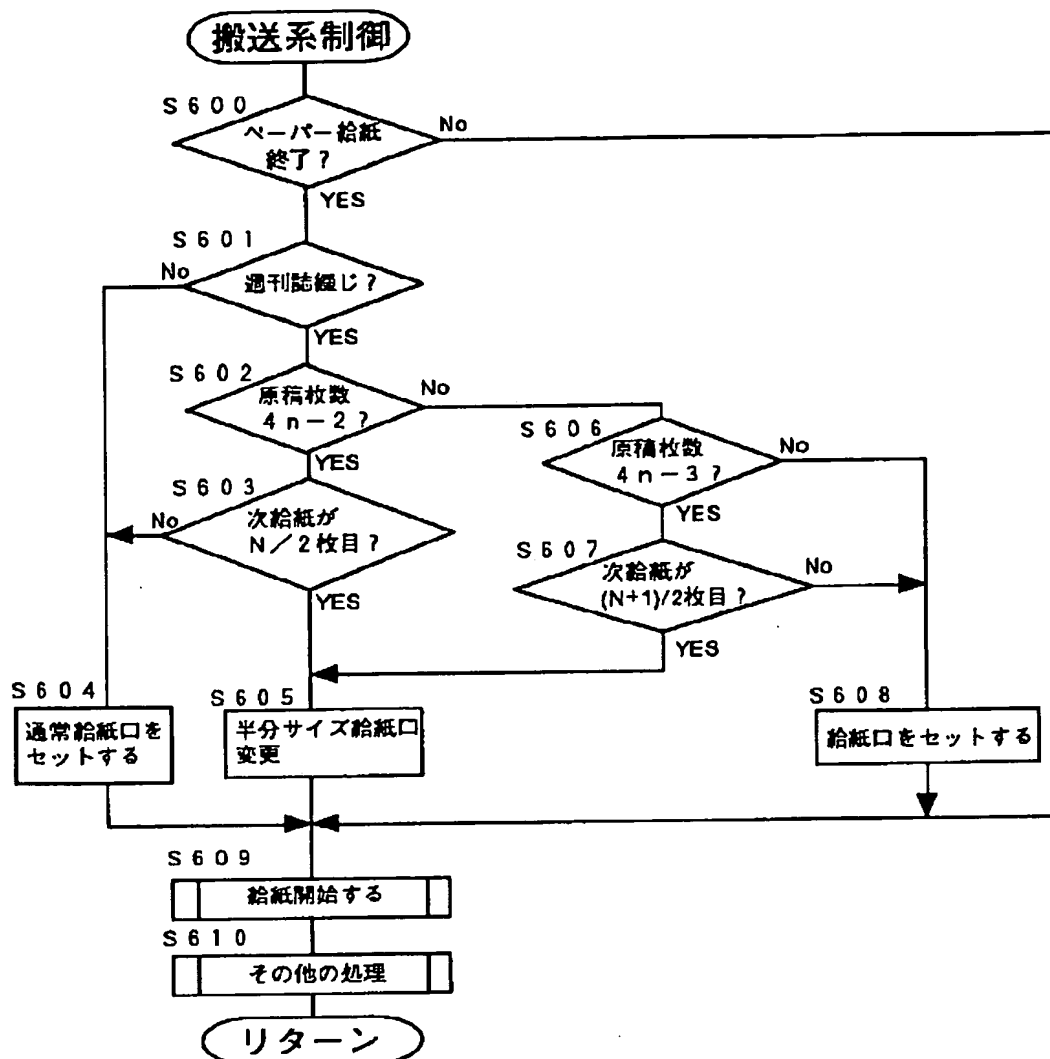 搬送系制御
S600
ペーパー給紙
終了?
No
YES
S601
週刊誌綴じ?
No
YES
S602
原稿枚数
4n-2?
No
YES
S606
原稿枚数
4n-3?
No
YES
S603
次給紙が
N/2枚目?
No
YES
S607
次給紙が
(N+1)/2枚目?
No
YES
S604
通常給紙口を
セットする
S605
半分サイズ給紙口
変更
S608
給紙口をセットする
S609
給紙開始する
S610
その他の処理
リターン